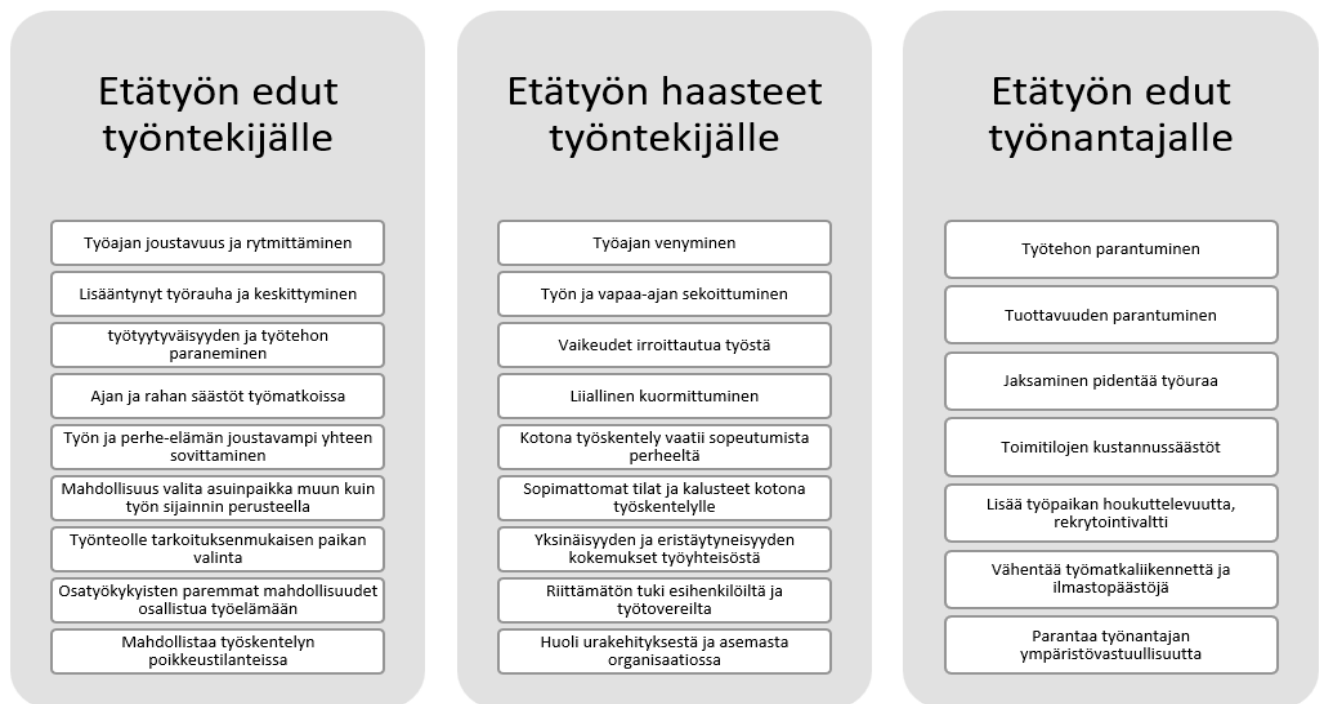 Etätyön edut
työntekijälle
Työajan joustavuus ja rytmittäminen
Lisääntynyt työrauha ja keskittyminen
työtyytyväisyyden ja työtehon
paraneminen
Ajan ja rahan säästöt työmatkoissa
Työn ja perhe-elämän joustavampi yhteen
sovittaminen
Mahdollisuus valita asuinpaikka muun kuin
työn sijainnin perusteella
Työnteolle tarkoituksenmukaisen paikan
valinta
Osatyökykyisten paremmat mahdollisuudet
osallistua työelämään
Mahdollistaa työskentelyn
poikkeustilanteissa
Etätyön haasteet
työntekijälle
Työajan venyminen
Työn ja vapaa-ajan sekoittuminen
Vaikeudet irroittautua työstä
Liiallinen kuormittuminen
Kotona työskentely vaatii sopeutumista
perheeltä
Sopimattomat tilat ja kalusteet kotona
työskentelylle
Yksinäisyyden ja eristäytyneisyyden
kokemukset työyhteisöstä
Riittämätön tuki esihenkilöiltä ja
työtovereilta
Huoli urakehityksestä ja asemasta
organisaatiossa
Etätyön edut
työnantajalle
Työtehon parantuminen
Tuottavuuden parantuminen
Jaksaminen pidentää työuraa
Toimitilojen kustannussäästöt
Lisää työpaikan houkuttelevuutta,
rekrytointivaltti
Vähentää työmatkaliikennettä ja
ilmastopäästöjä
Parantaa työnantajan
ympäristövastuullisuutta